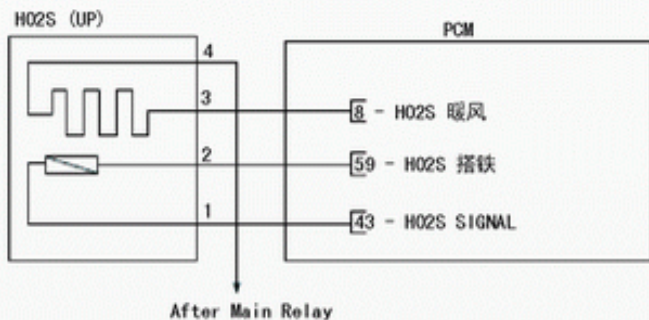 HO2S (UP)
PCM
4
3
8 - HO2S 暖风
2
59 - HO2S 搭铁
1
43 - HO2S SIGNAL
After Main Relay